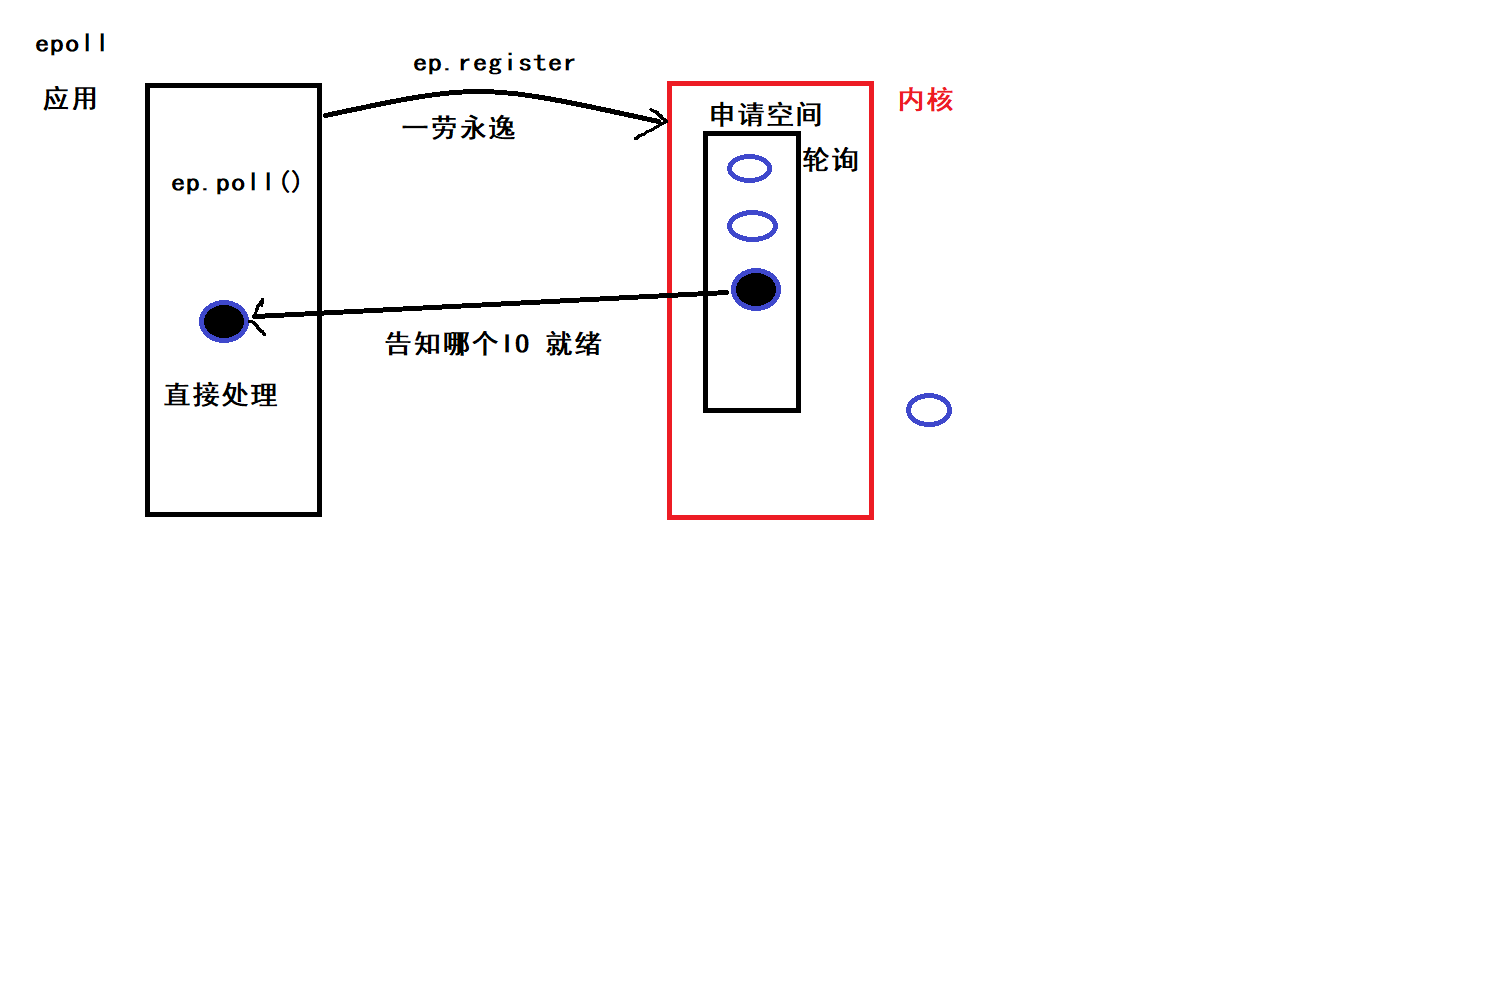 epoll
应用
ep.register
一劳永逸
内核
申请空间
轮询
ep.poll()
告知哪个IO 就绪
直接处理